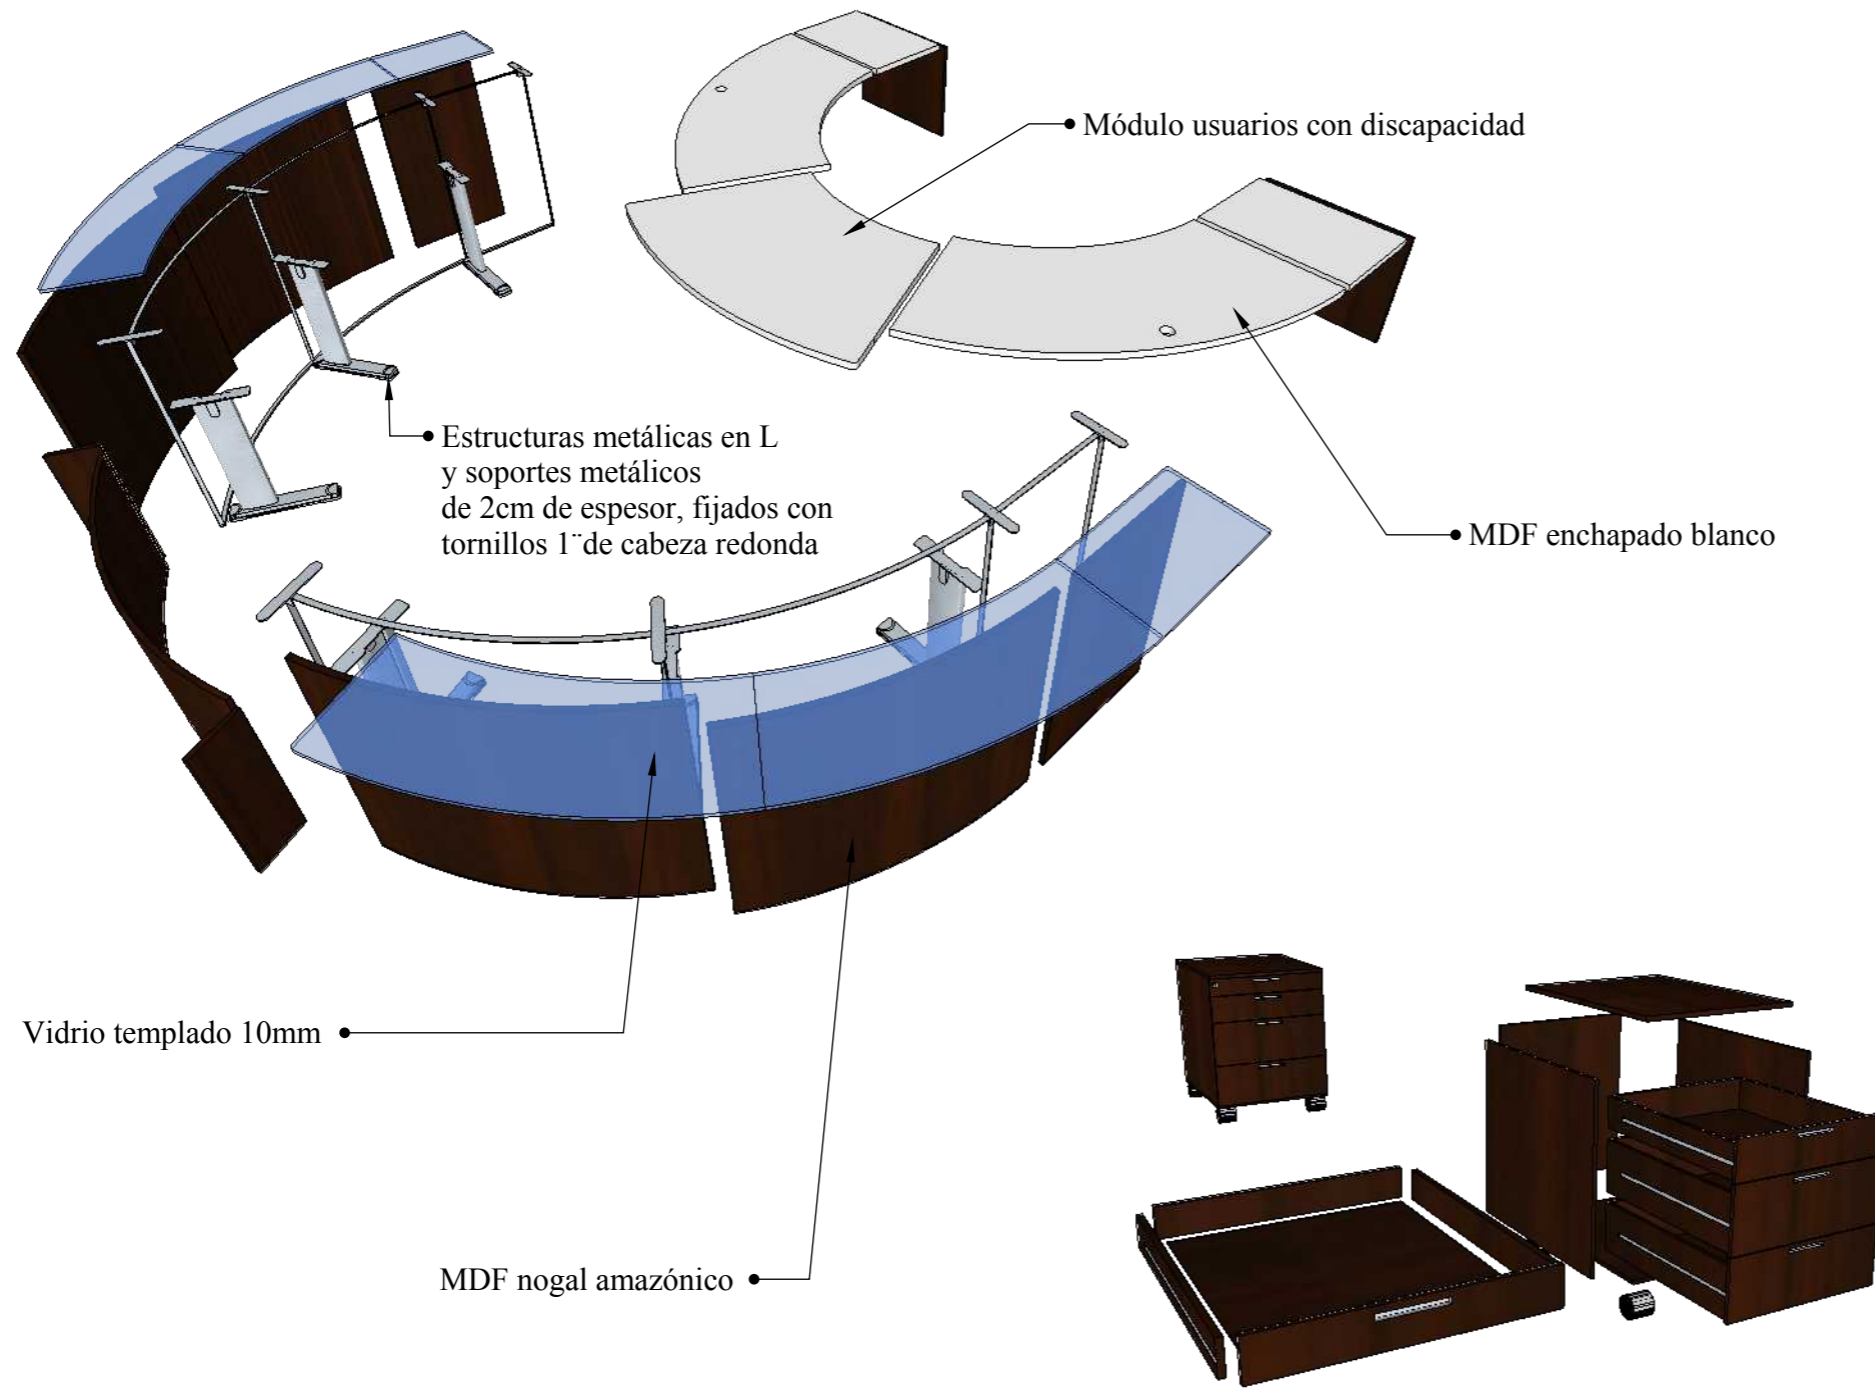 Módulo usuarios con discapacidad
Estructuras metálicas en L
y soportes metálicos
de 2cm de espesor, fijados con
tornillos 1¨de cabeza redonda
MDF enchapado blanco
Vidrio templado 10mm
MDF nogal amazónico